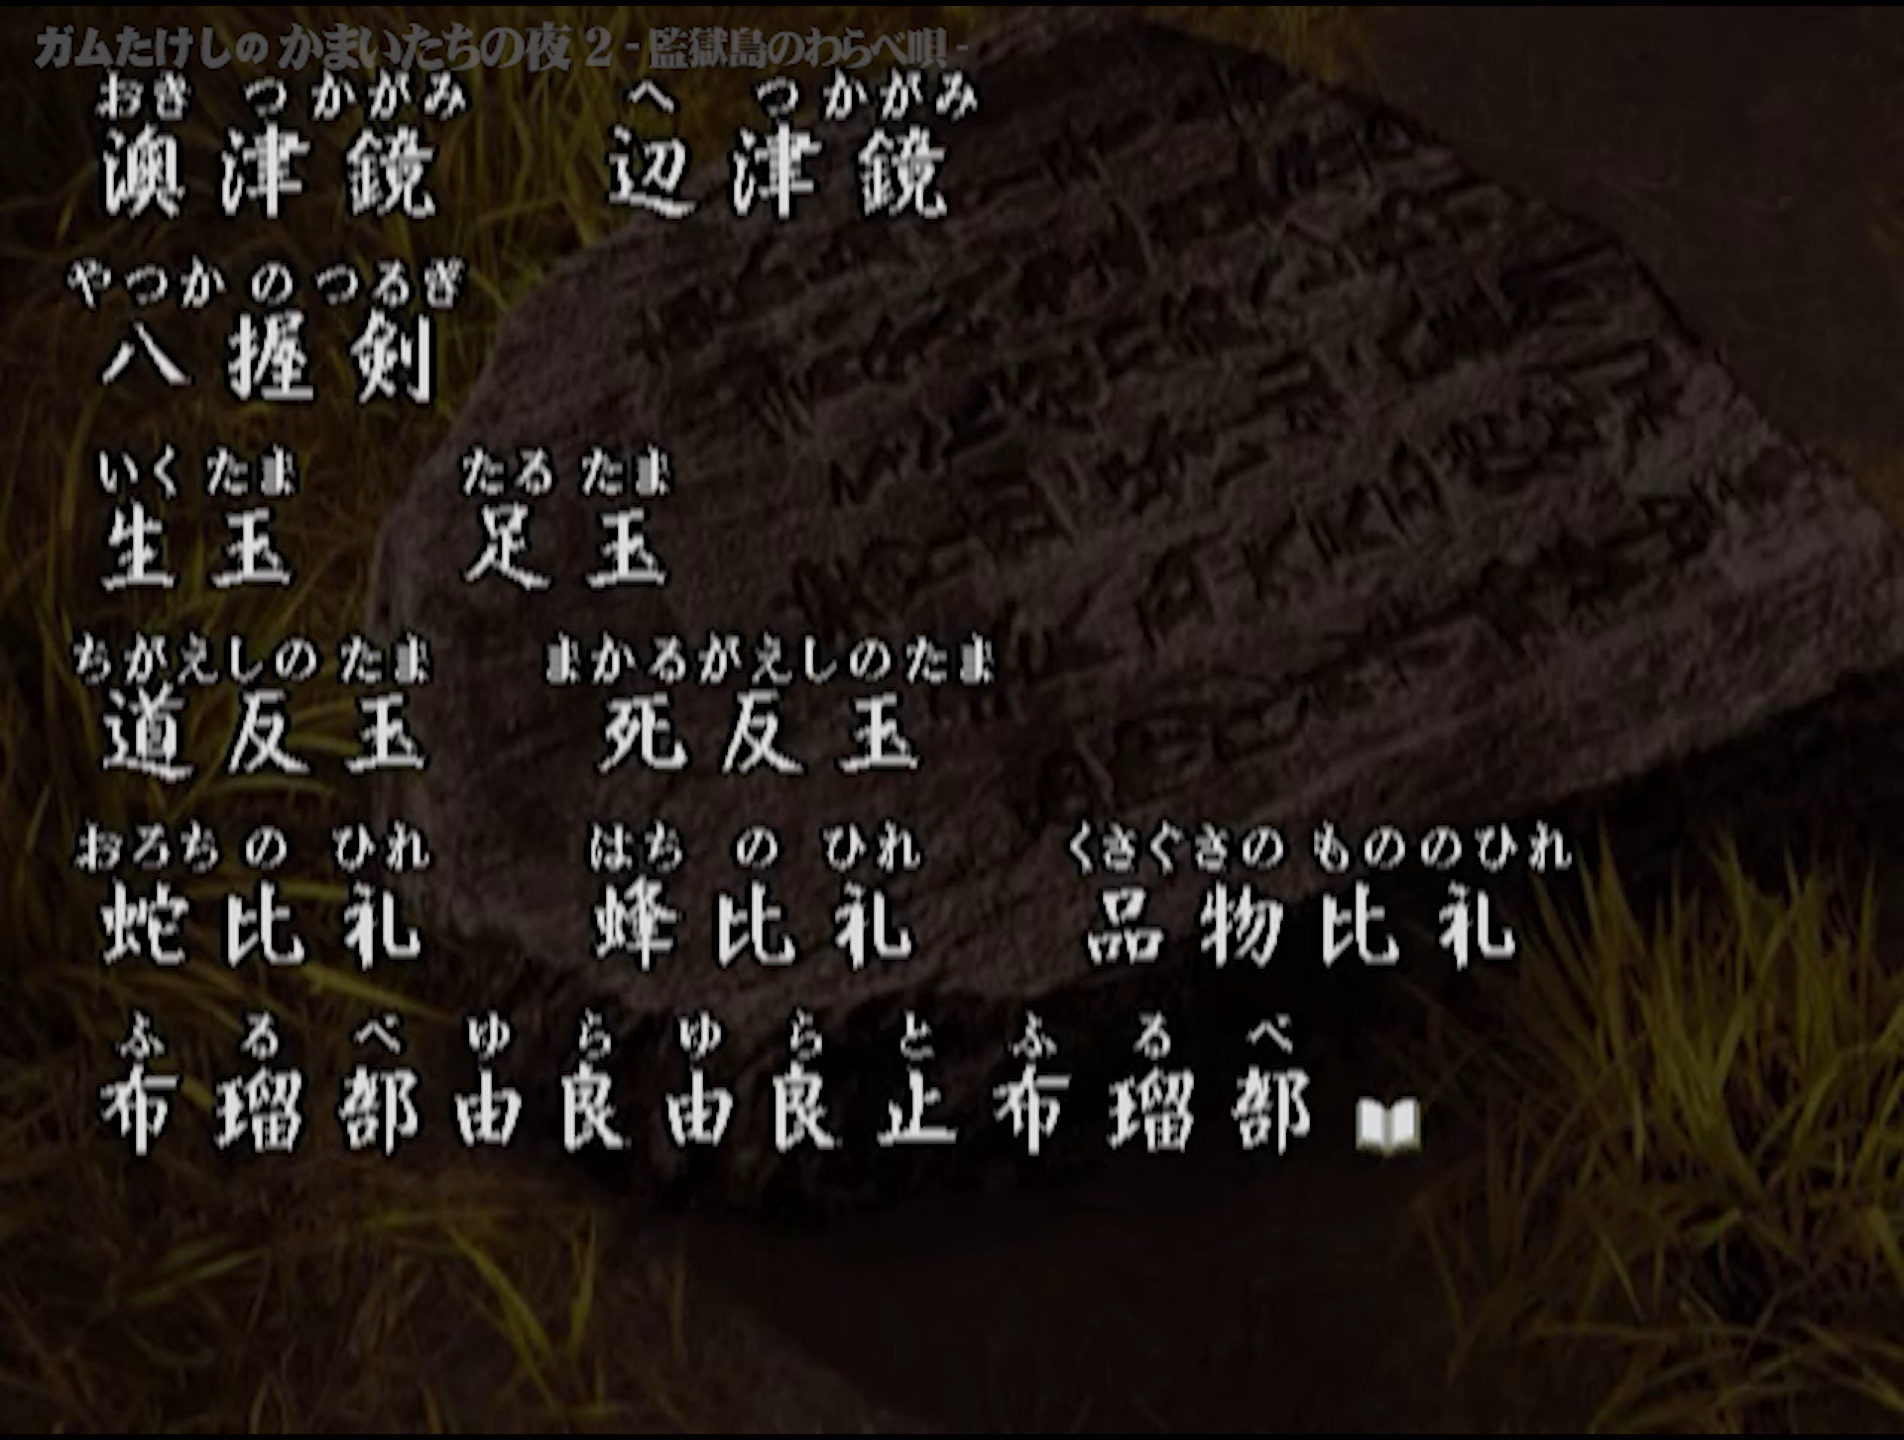 ガムたけしの かまいたちの夜 2 - 監獄島のわらべ唄 -
おき つ かがみ へ つ かがみ
澳津鏡 辺津鏡
やつか の つるぎ
八握剣
いく たま たる たま
生玉 足玉
ちがえしの たま まかるがえしのたま
道反玉 死反玉
おろち の ひれ はち の ひれ くさぐさの もののひれ
蛇比礼 蜂比礼 品物比礼
ふ る べ ゆ ら ゆ ら と ふ る べ
布瑠部由良由良止布瑠部